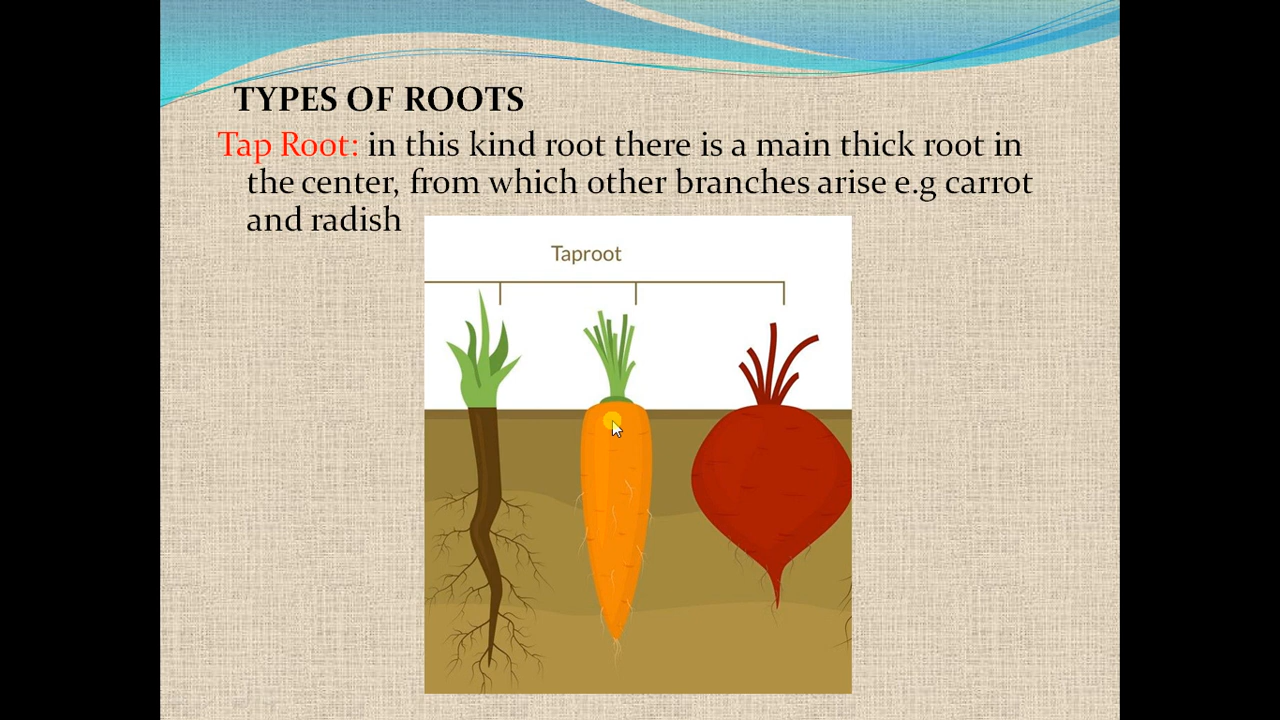 TYPES OF ROOTS
Tap Root: in this kind root there is a main thick root in
the center, from which other branches arise e.g carrot
and radish
Taproot